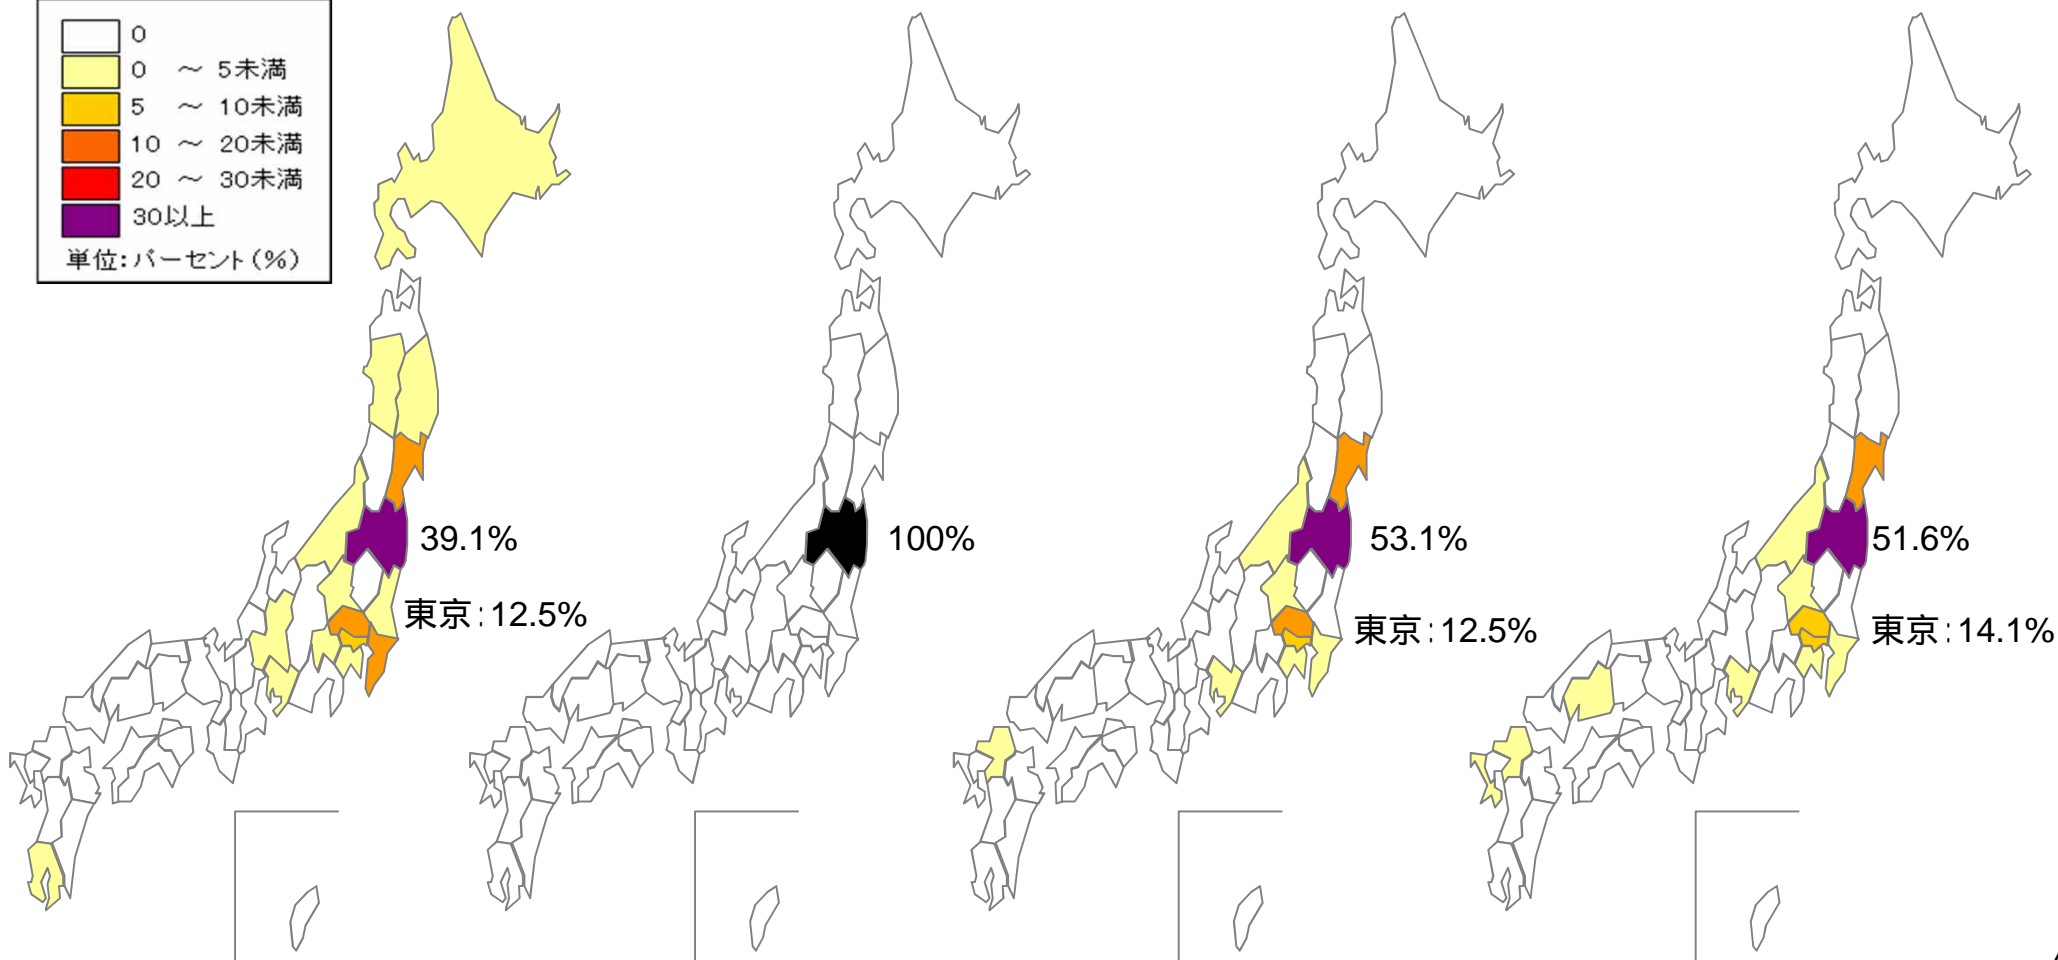 0
0 ～ 5未満
5 ～ 10未満
10 ～ 20未満
20 ～ 30未満
30以上
単位:パーセント(%)
39.1%
東京:12.5%
100%
53.1%
東京:12.5%
51.6%
東京:14.1%